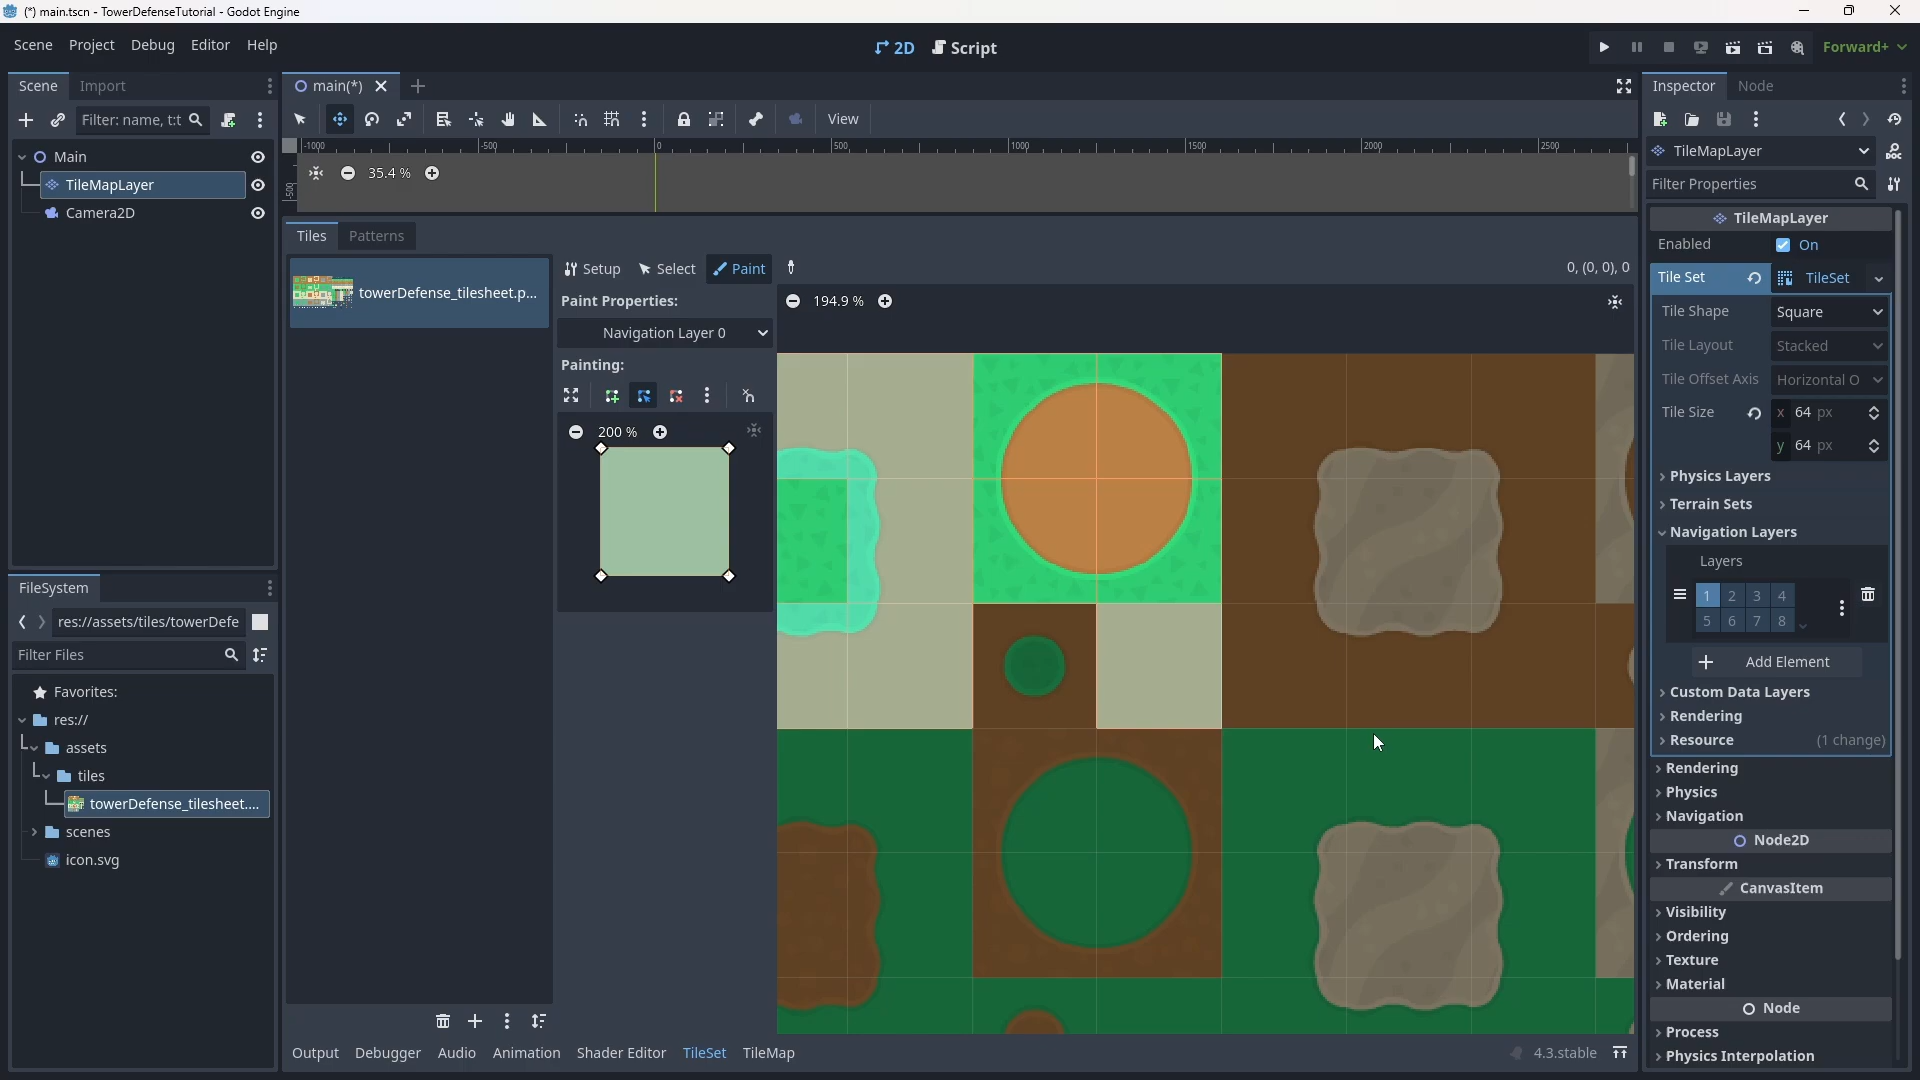 (*) main.tscn - TowerDefenseTutorial - Godot Engine
Scene Project Debug Editor Help
2D Script
Forward+
Scene Import
main(*)
Inspector Node
Filter: name, t:t
View
TileMapLayer
Filter Properties
Main
TileMapLayer
Camera2D
-1000 -500 0 500 1000 1500 2000 2500
-500
35.4 %
Tiles Patterns
towerDefense_tilesheet.p...
Setup Select Paint
0, (0, 0), 0
Paint Properties:
194.9 %
Navigation Layer 0
Painting:
200 %
TileMapLayer
Enabled On
Tile Set TileSet
Tile Shape Square
Tile Layout Stacked
Tile Offset Axis Horizontal O
Tile Size x 64 px
y 64 px
Physics Layers
Terrain Sets
Navigation Layers
Layers
1 2 3 4
5 6 7 8
Add Element
Custom Data Layers
Rendering
Resource (1 change)
Rendering
Physics
Navigation
Node2D
Transform
CanvasItem
Visibility
Ordering
Texture
Material
Node
Process
Physics Interpolation
FileSystem
res://assets/tiles/towerDefe
Filter Files
Favorites:
res://
assets
tiles
towerDefense_tilesheet....
scenes
icon.svg
Output Debugger Audio Animation Shader Editor TileSet TileMap
4.3.stable